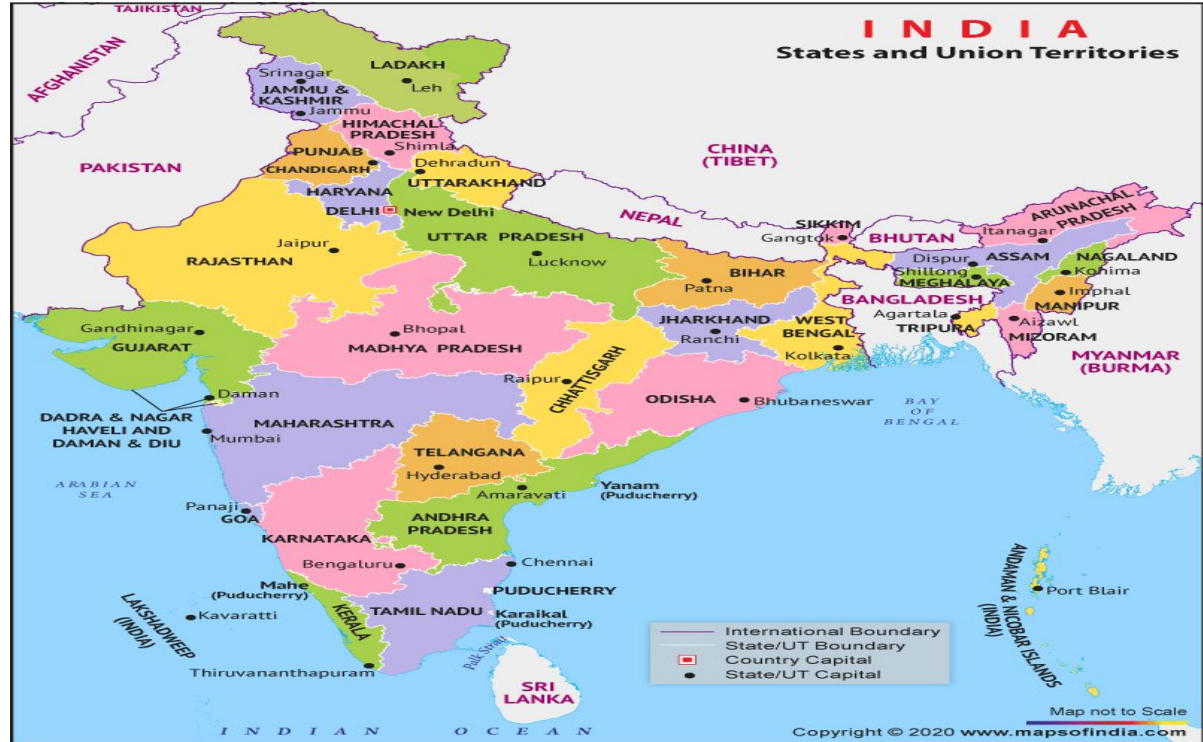 TAJIKISTAN
INDIA
States and Union Territories
AFGHANISTAN
LADAKH
Srinagar
Leh
JAMMU &
KASHMIR
Jammu
HIMACHAL
PRADESH
Shimla
CHINA
(TIBET)
PAKISTAN
PUNJAB
CHANDIGARH
Dehradun
UTTARAKHAND
HARYANA
DELHI
New Delhi
NEPAL
SIKKIM
Gangtok
BHUTAN
ARUNACHAL
PRADESH
Itanagar
Jaipur
RAJASTHAN
UTTAR PRADESH
Lucknow
BIHAR
Patna
Dispur
ASSAM
NAGALAND
Shillong
Kohima
MEGHALAYA
Imphal
MANIPUR
BANGLADESH
Agartala
TRIPURA
Aizawl
MIZORAM
MYANMAR
(BURMA)
Gandhinagar
GUJARAT
Bhopal
MADHYA PRADESH
JHARKHAND
Ranchi
WEST
BENGAL
Kolkata
Raipur
CHHATTISGARH
Daman
DADRA & NAGAR
HAVELI AND
DAMAN & DIU
Mumbai
MAHARASHTRA
ODISHA
Bhubaneswar
BAY
OF
BENGAL
ARABIAN
SEA
TELANGANA
Hyderabad
Amaravati
Yanam
(Puducherry)
Panaji
GOA
KARNATAKA
ANDHRA
PRADESH
Bengaluru
Chennai
Mahe
(Puducherry)
PUDUCHERRY
TAMIL NADU
Karaikal
(Puducherry)
KERALA
LAKSHADWEEP
(INDIA)
Kavaratti
Thiruvananthapuram
Palk Strait
SRI
LANKA
ANDAMAN & NICOBAR ISLANDS
(INDIA)
Port Blair
International Boundary
State/UT Boundary
Country Capital
State/UT Capital
INDIAN OCEAN
Map not to Scale
Copyright © 2020 www.mapsofindia.com